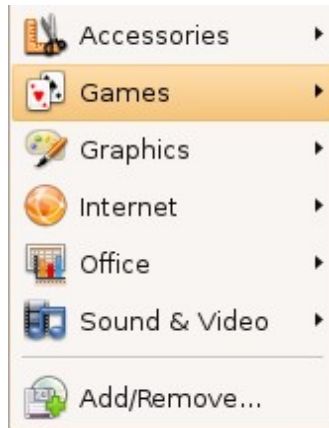 Accessories
Games
Graphics
Internet
Office
Sound & Video
Add/Remove...